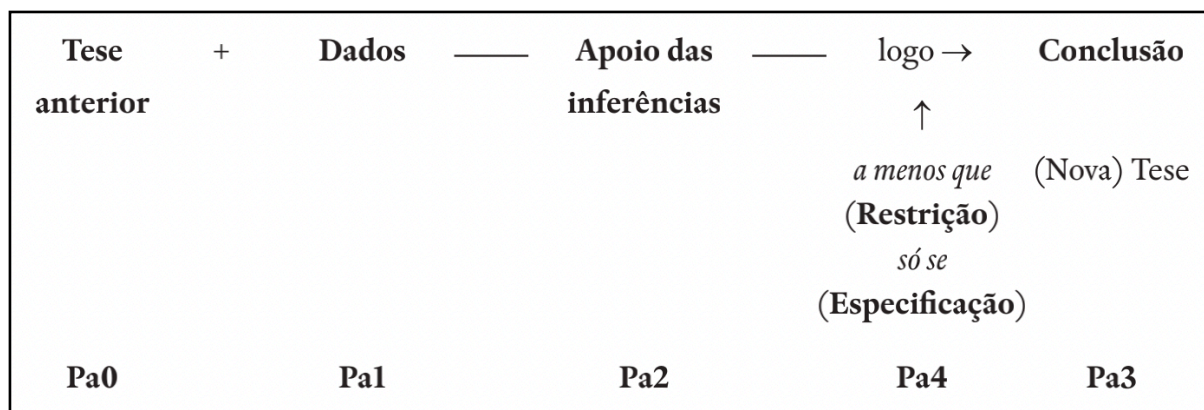 Tese + Dados —— Apoio das —— logo → Conclusão
anterior inferências
↑
a menos que (Nova) Tese
(Restrição)
só se
(Especificação)
Pa0 Pa1 Pa2 Pa4 Pa3